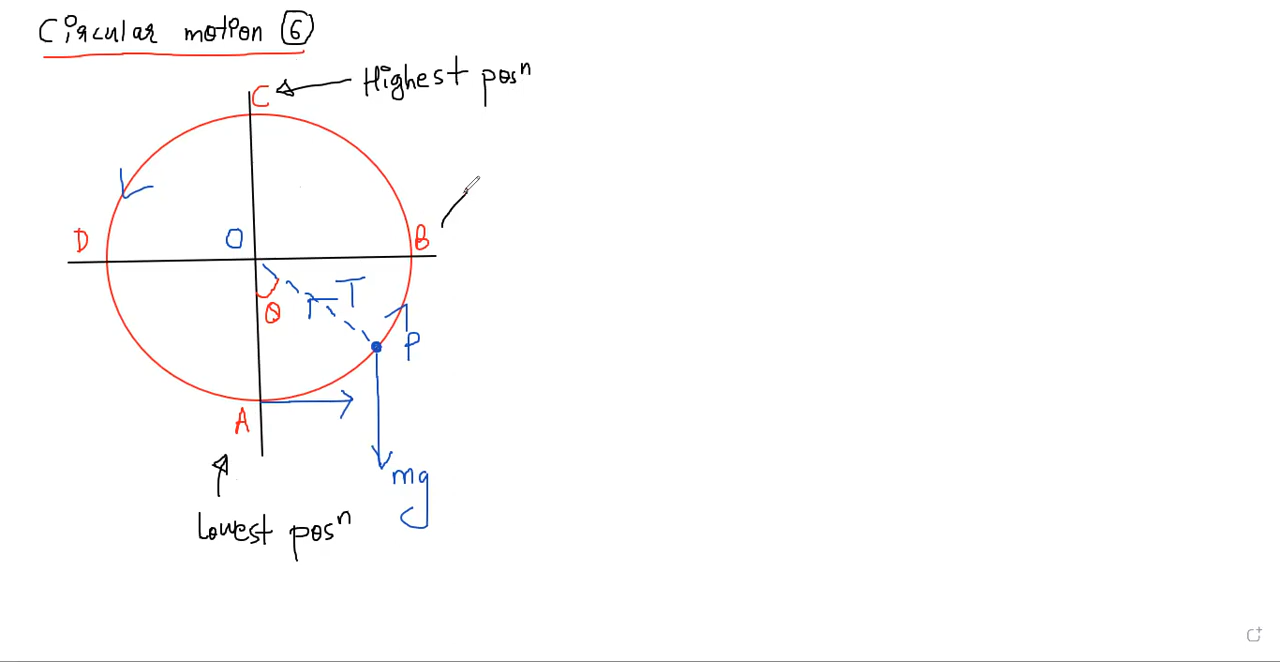 Circular motion 6
C
Highest posn
D
O
B
T
θ
P
A
mg
Lowest posn